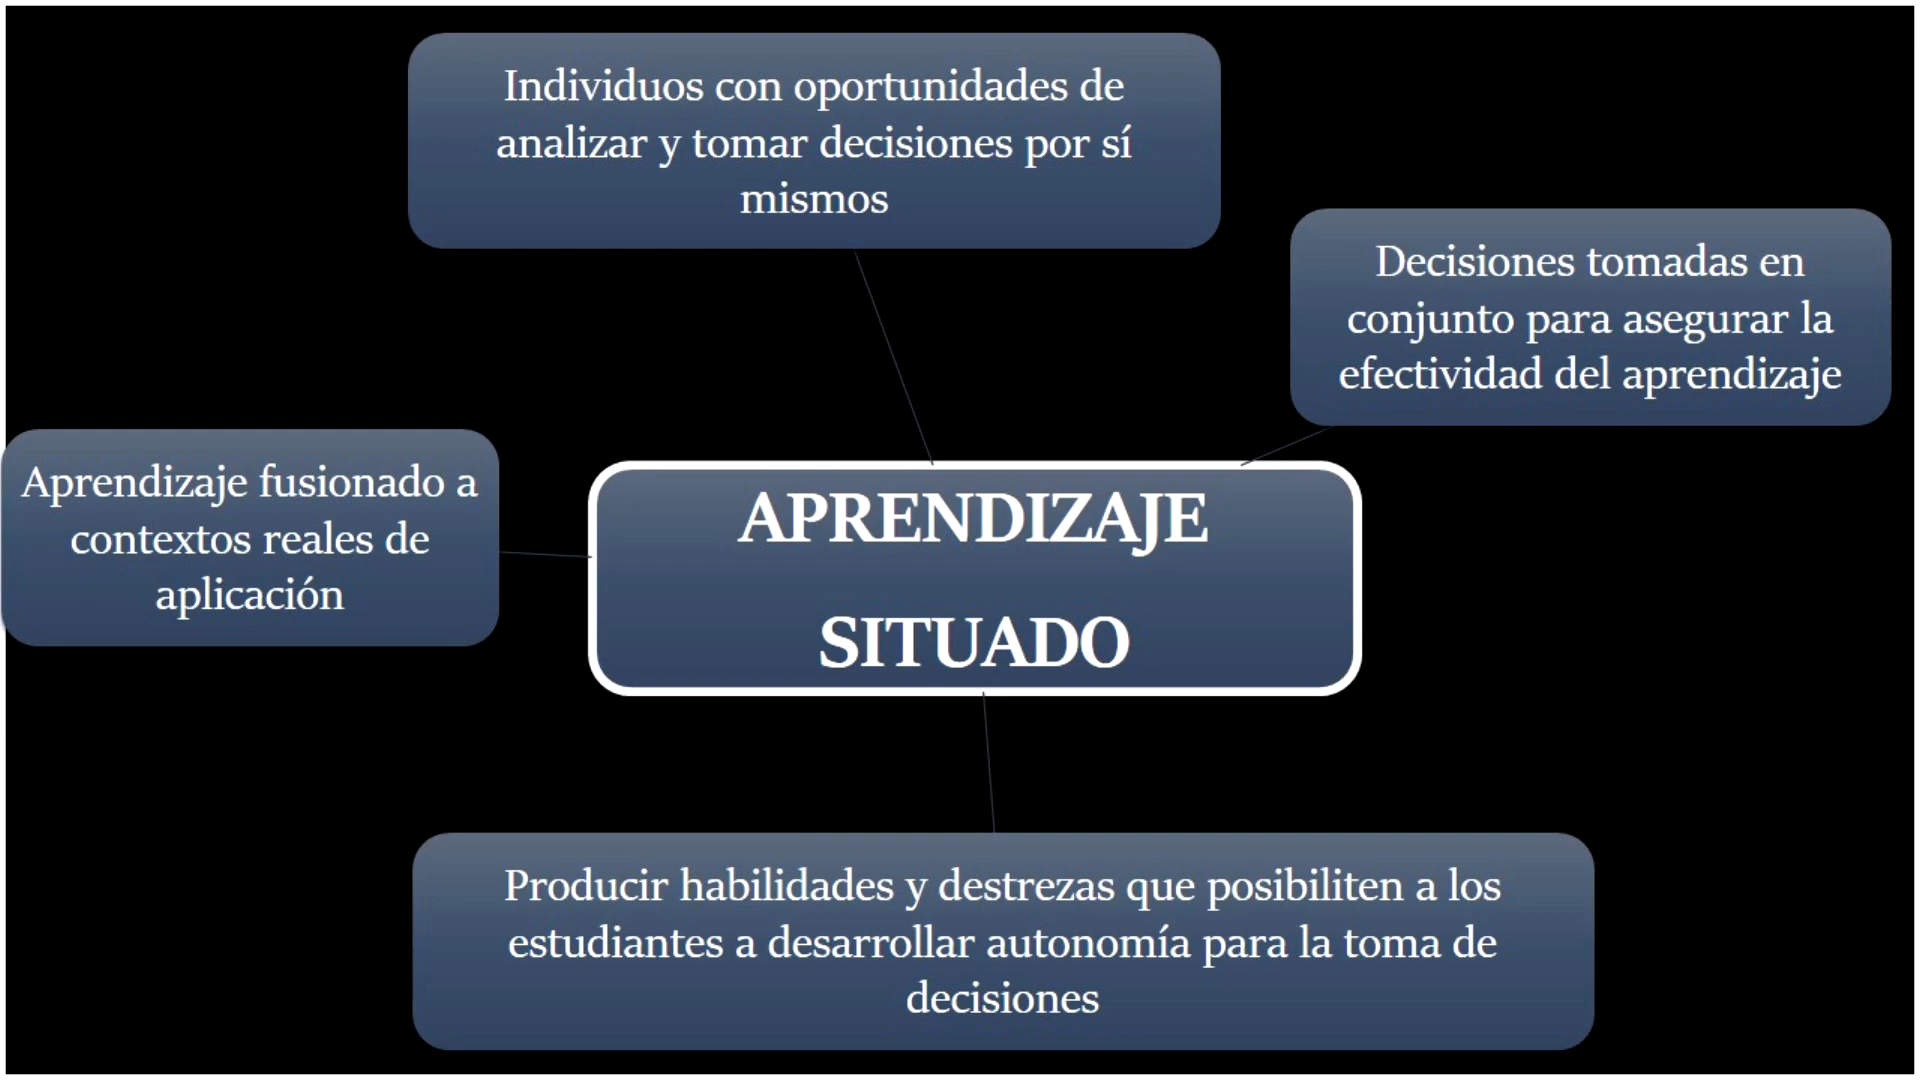 Individuos con oportunidades de
analizar y tomar decisiones por sí
mismos
Decisiones tomadas en
conjunto para asegurar la
efectividad del aprendizaje
Aprendizaje fusionado a
contextos reales de
aplicación
APRENDIZAJE
SITUADO
Producir habilidades y destrezas que posibiliten a los
estudiantes a desarrollar autonomía para la toma de
decisiones